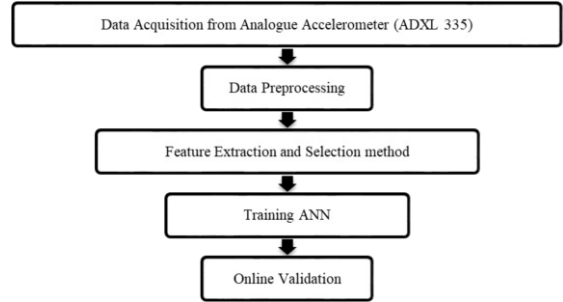 Data Acquisition from Analogue Accelerometer (ADXL 335)
Data Preprocessing
Feature Extraction and Selection method
Training ANN
Online Validation